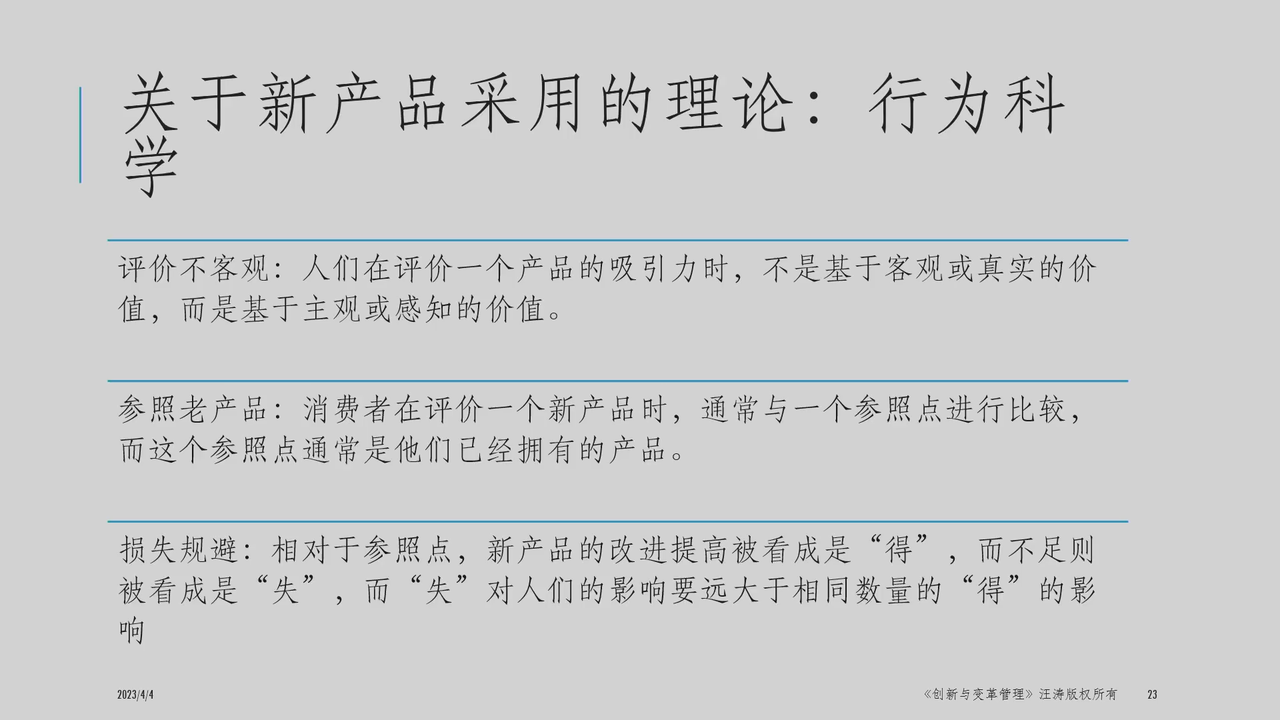 关于新产品采用的理论：行为科
学
评价不客观：人们在评价一个产品的吸引力时，不是基于客观或真实的价
值，而是基于主观或感知的价值。
参照老产品：消费者在评价一个新产品时，通常与一个参照点进行比较，
而这个参照点通常是他们已经拥有的产品。
损失规避：相对于参照点，新产品的改进提高被看成是“得”，而不足则
被看成是“失”，而“失”对人们的影响要远大于相同数量的“得”的影
响
2023/4/4
《创新与变革管理》汪涛版权所有
23